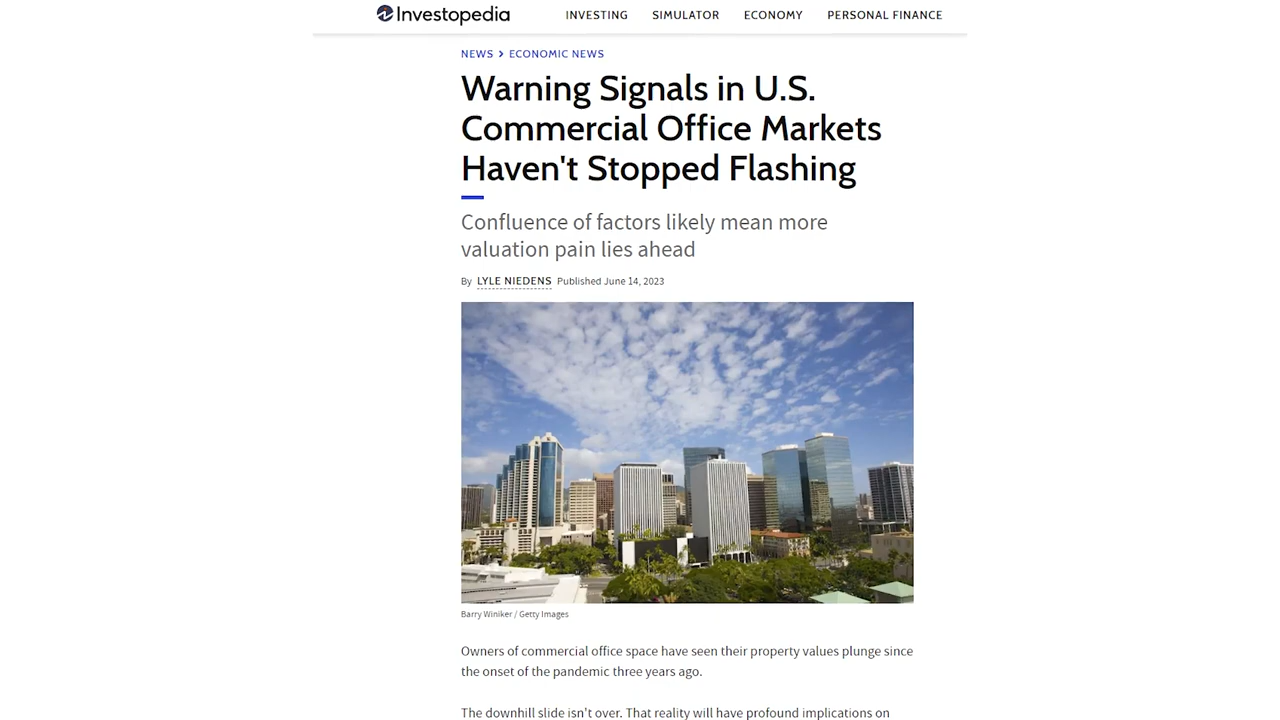 Investopedia INVESTING SIMULATOR ECONOMY PERSONAL FINANCE
NEWS > ECONOMIC NEWS
Warning Signals in U.S.
Commercial Office Markets
Haven't Stopped Flashing
Confluence of factors likely mean more
valuation pain lies ahead
By LYLE NIEDENS Published June 14, 2023
Barry Winiker / Getty Images
Owners of commercial office space have seen their property values plunge since
the onset of the pandemic three years ago.
The downhill slide isn't over. That reality will have profound implications on